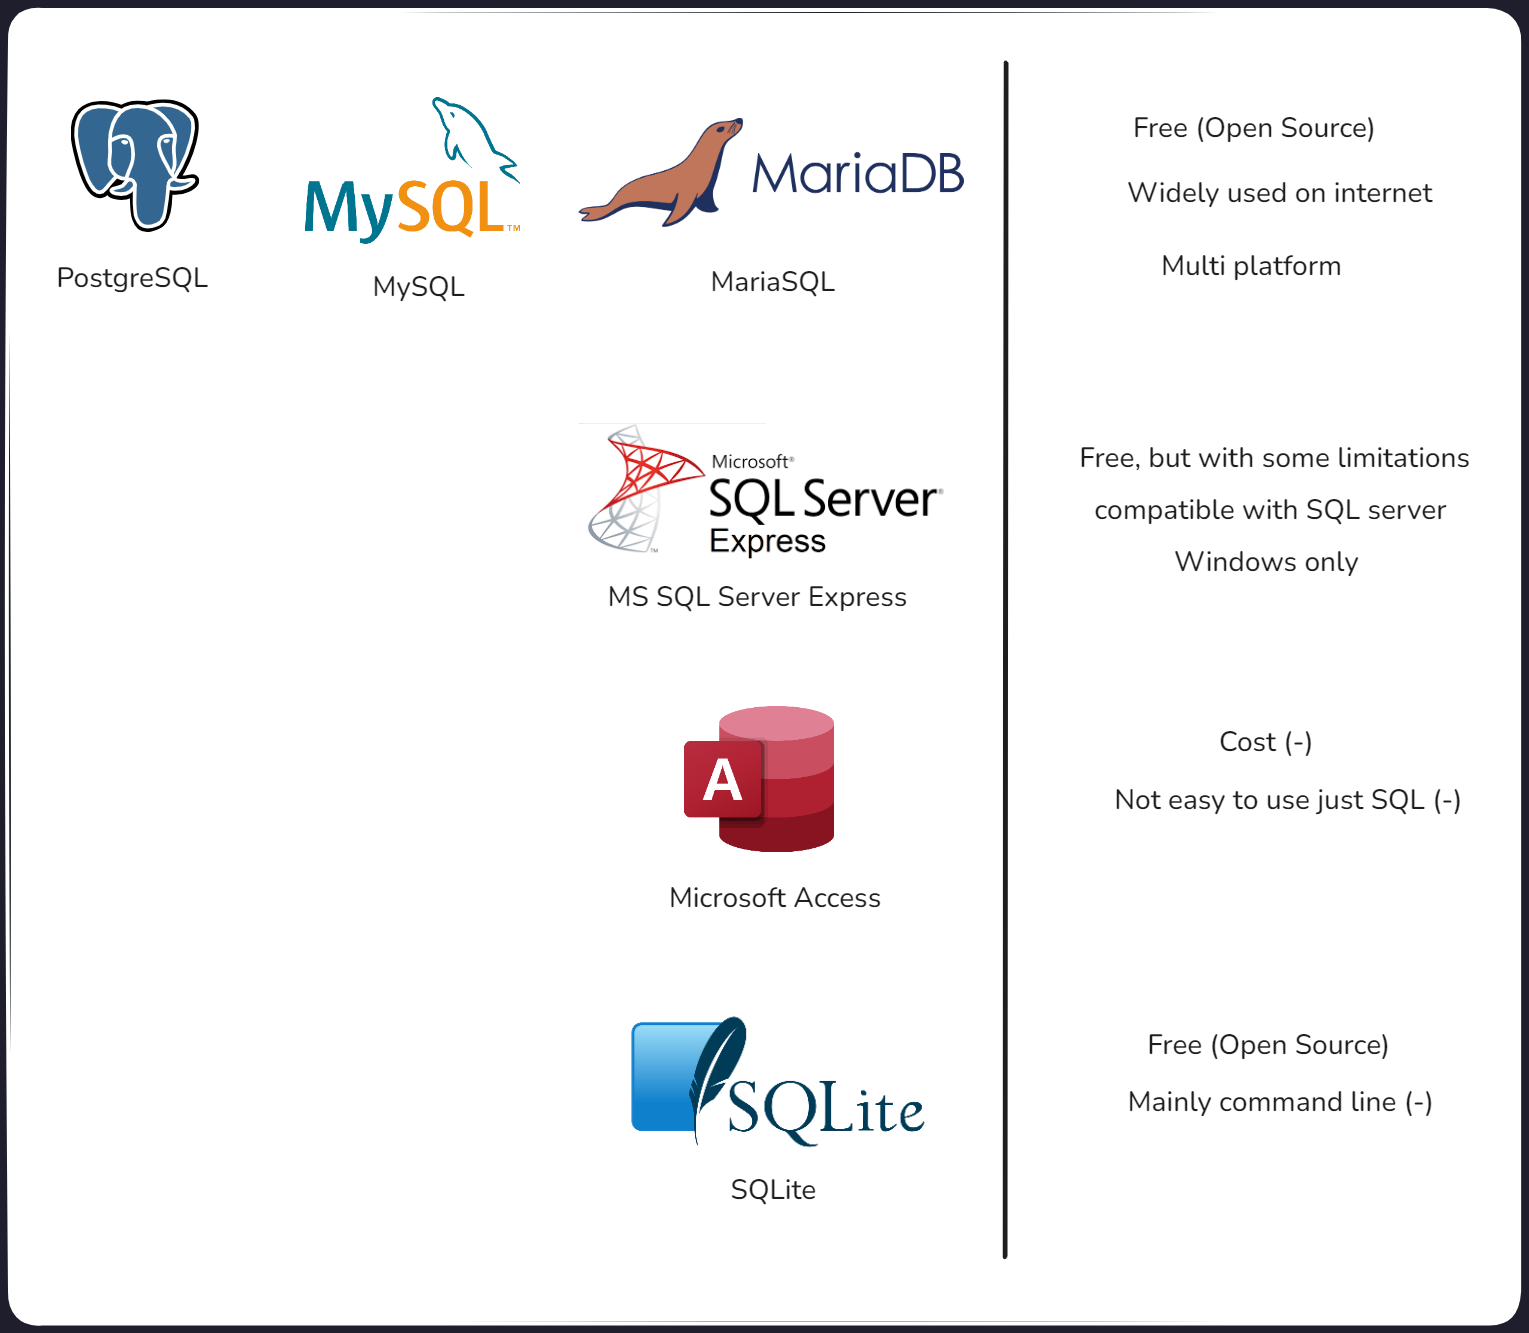 MySQL™
MariaDB
PostgreSQL
MySQL
MariaSQL
Free (Open Source)
Widely used on internet
Multi platform
Microsoft®
SQL Server®
Express
™
MS SQL Server Express
Free, but with some limitations
compatible with SQL server
Windows only
A
Microsoft Access
Cost (-)
Not easy to use just SQL (-)
SQLite
SQLite
Free (Open Source)
Mainly command line (-)